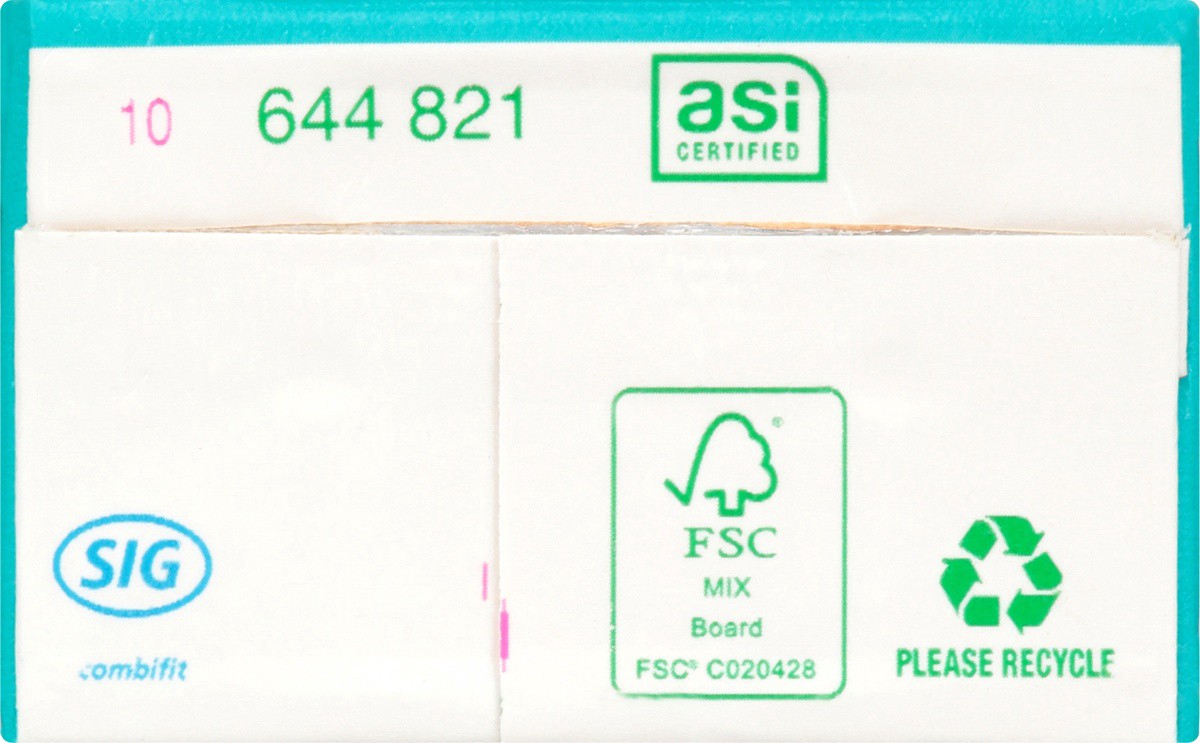 10 644 821
asi
CERTIFIED
SIG
combifit
®
FSC
MIX
Board
FSC® C020428
PLEASE RECYCLE